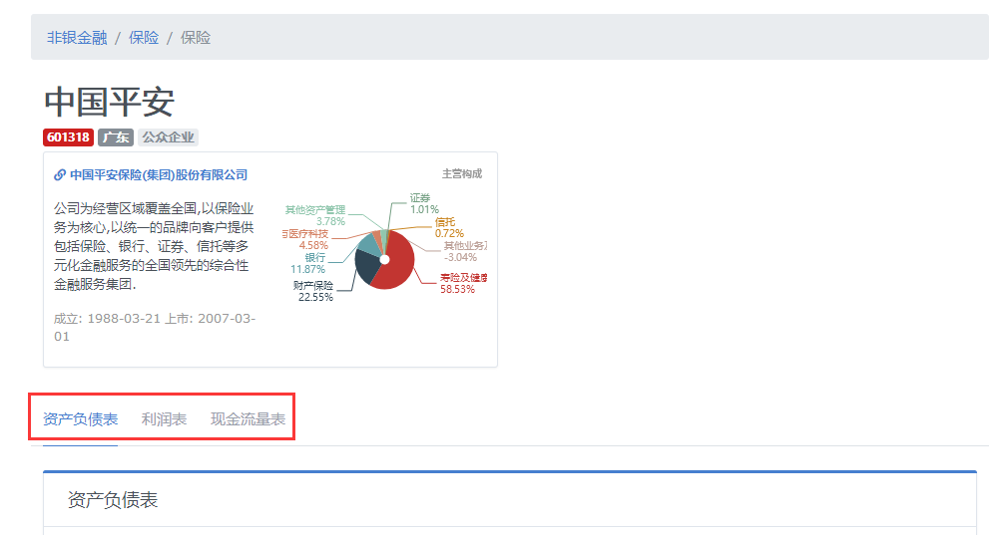 非银金融 / 保险 / 保险
中国平安
601318 广东 公众企业
中国平安保险(集团)股份有限公司
公司为经营区域覆盖全国,以保险业
务为核心,以统一的品牌向客户提供
包括保险、银行、证券、信托等多
元化金融服务的全国领先的综合性
金融服务集团.
成立: 1988-03-21 上市: 2007-03-
01
主营构成
证券
1.01%
其他资产管理
3.78%
信托
0.72%
与医疗科技
4.58%
其他业务及
-3.04%
银行
11.87%
寿险及健康
58.53%
财产保险
22.55%
资产负债表 利润表 现金流量表
资产负债表